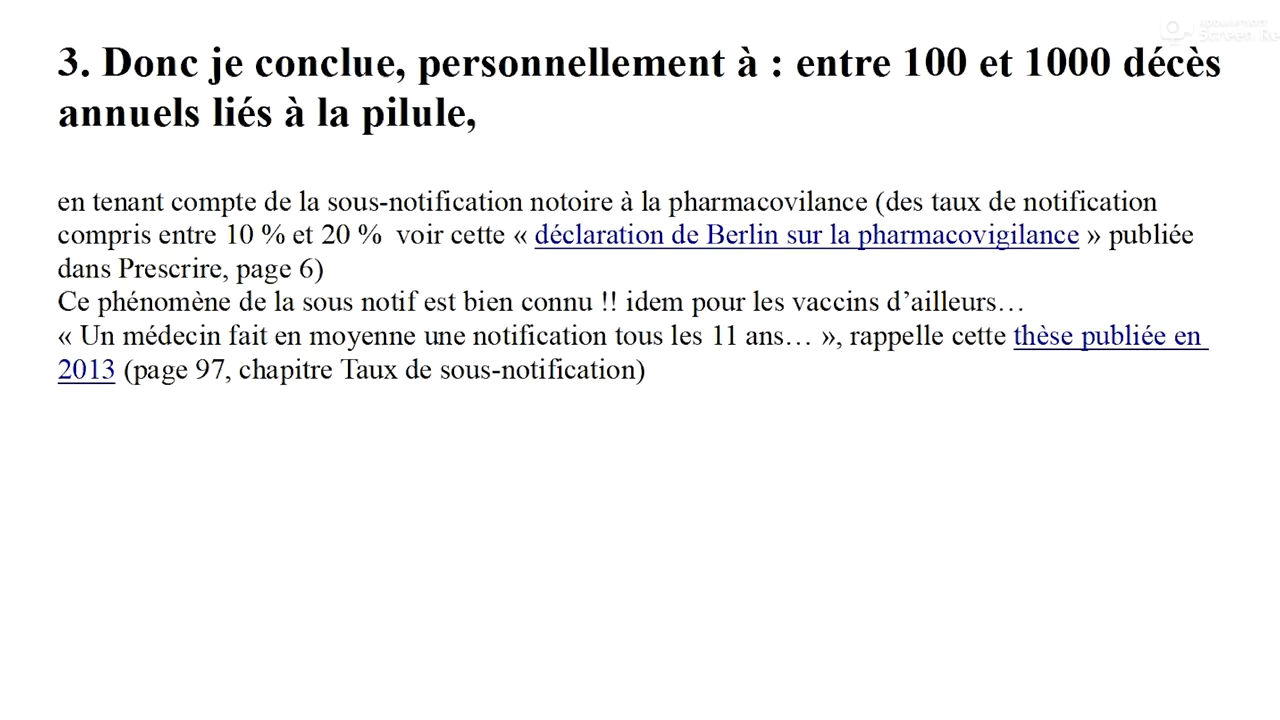 3. Donc je conclue, personnellement à : entre 100 et 1000 décès
annuels liés à la pilule,
en tenant compte de la sous-notification notoire à la pharmacovilance (des taux de notification
compris entre 10 % et 20 % voir cette « déclaration de Berlin sur la pharmacovigilance » publiée
dans Prescrire, page 6)
Ce phénomène de la sous notif est bien connu !! idem pour les vaccins d’ailleurs…
« Un médecin fait en moyenne une notification tous les 11 ans… », rappelle cette thèse publiée en
2013 (page 97, chapitre Taux de sous-notification)